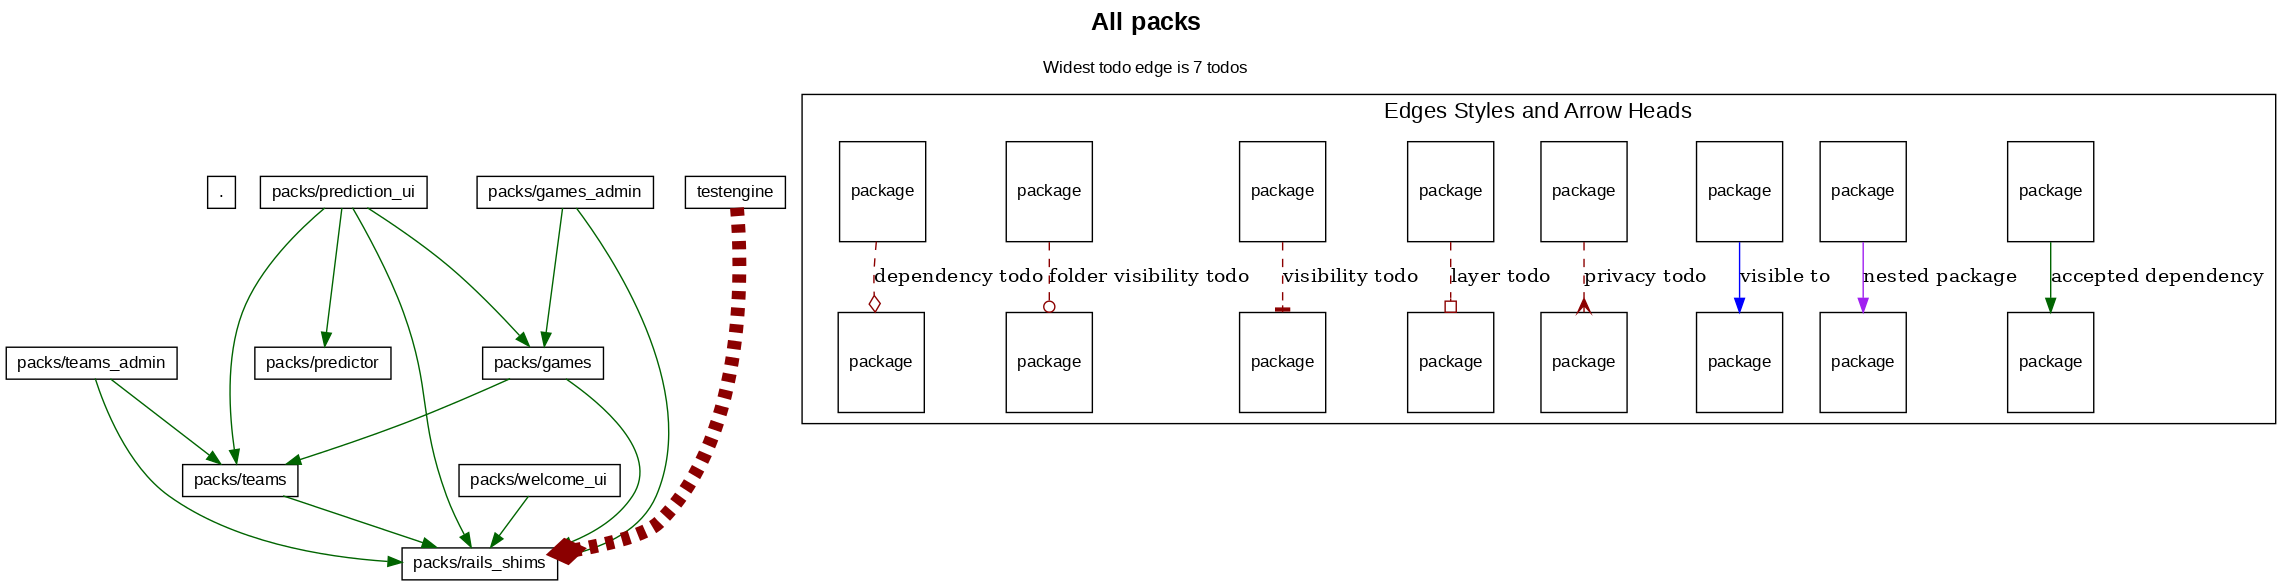 All packs
Widest todo edge is 7 todos
Edges Styles and Arrow Heads
.
packs/prediction_ui
packs/games_admin
testengine
package
package
package
package
package
package
package
package
dependency todo
folder visibility todo
visibility todo
layer todo
privacy todo
visible to
nested package
accepted dependency
packs/teams_admin
packs/predictor
packs/games
package
package
package
package
package
package
package
package
packs/teams
packs/welcome_ui
packs/rails_shims